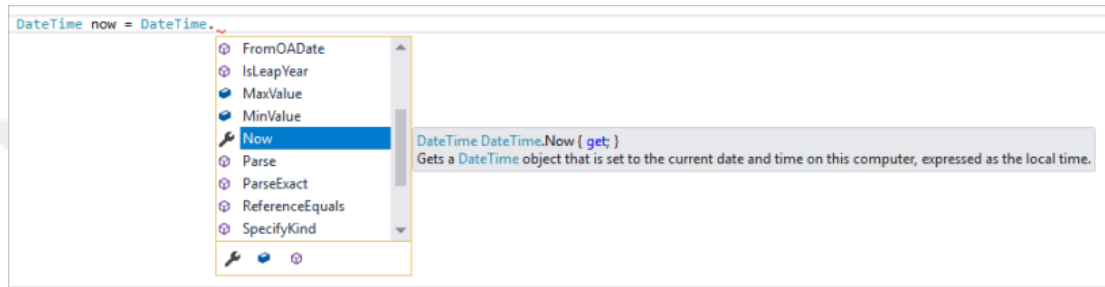 DateTime now = DateTime.
FromOADate
IsLeapYear
MaxValue
MinValue
Now
Parse
ParseExact
ReferenceEquals
SpecifyKind
DateTime DateTime.Now { get; }
Gets a DateTime object that is set to the current date and time on this computer, expressed as the local time.